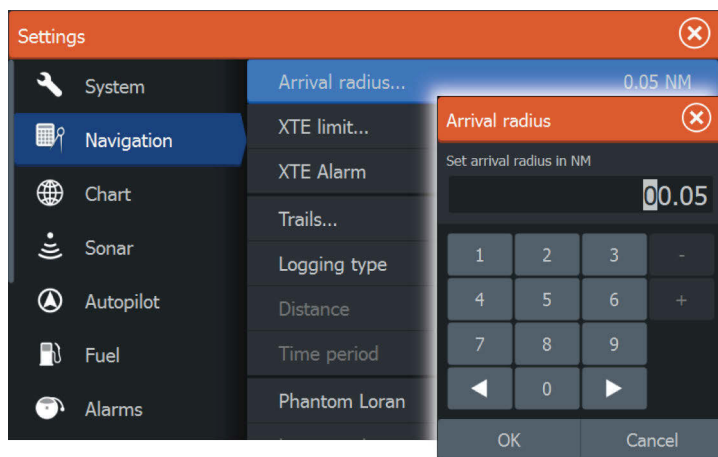 Settings
System
Navigation
Chart
Sonar
Autopilot
Fuel
Alarms
Arrival radius... 0.05 NM
XTE limit...
XTE Alarm
Trails...
Logging type
Distance
Time period
Phantom Loran
Arrival radius
Set arrival radius in NM
00.05
1 2 3 -
4 5 6 +
7 8 9
0
OK Cancel